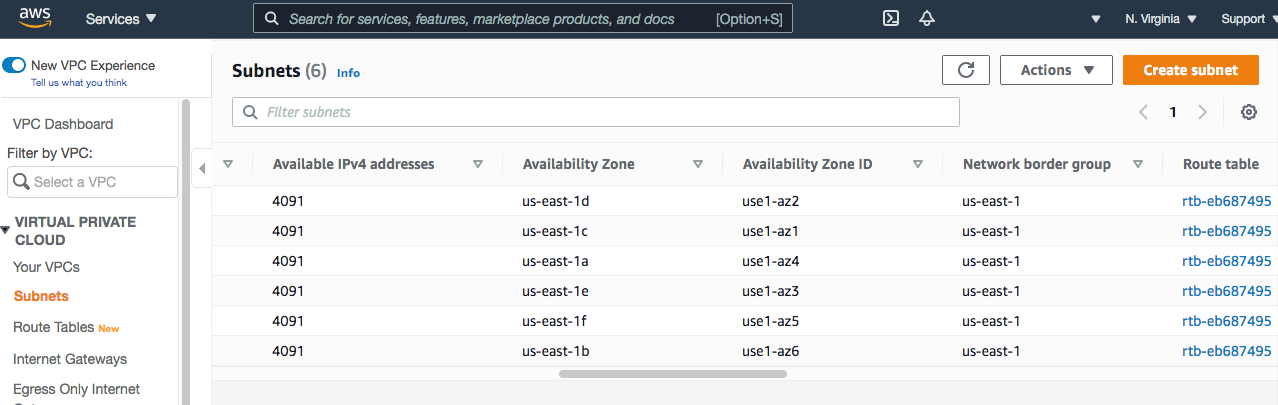 aws Services Search for services, features, marketplace products, and docs [Option+S] N. Virginia Support
New VPC Experience
Tell us what you think
VPC Dashboard
Filter by VPC:
Select a VPC
VIRTUAL PRIVATE
CLOUD
Your VPCs
Subnets
Route Tables New
Internet Gateways
Egress Only Internet
Subnets (6) Info Actions Create subnet
Filter subnets 1
Available IPv4 addresses Availability Zone Availability Zone ID Network border group Route table
4091 us-east-1d use1-az2 us-east-1 rtb-eb687495
4091 us-east-1c use1-az1 us-east-1 rtb-eb687495
4091 us-east-1a use1-az4 us-east-1 rtb-eb687495
4091 us-east-1e use1-az3 us-east-1 rtb-eb687495
4091 us-east-1f use1-az5 us-east-1 rtb-eb687495
4091 us-east-1b use1-az6 us-east-1 rtb-eb687495